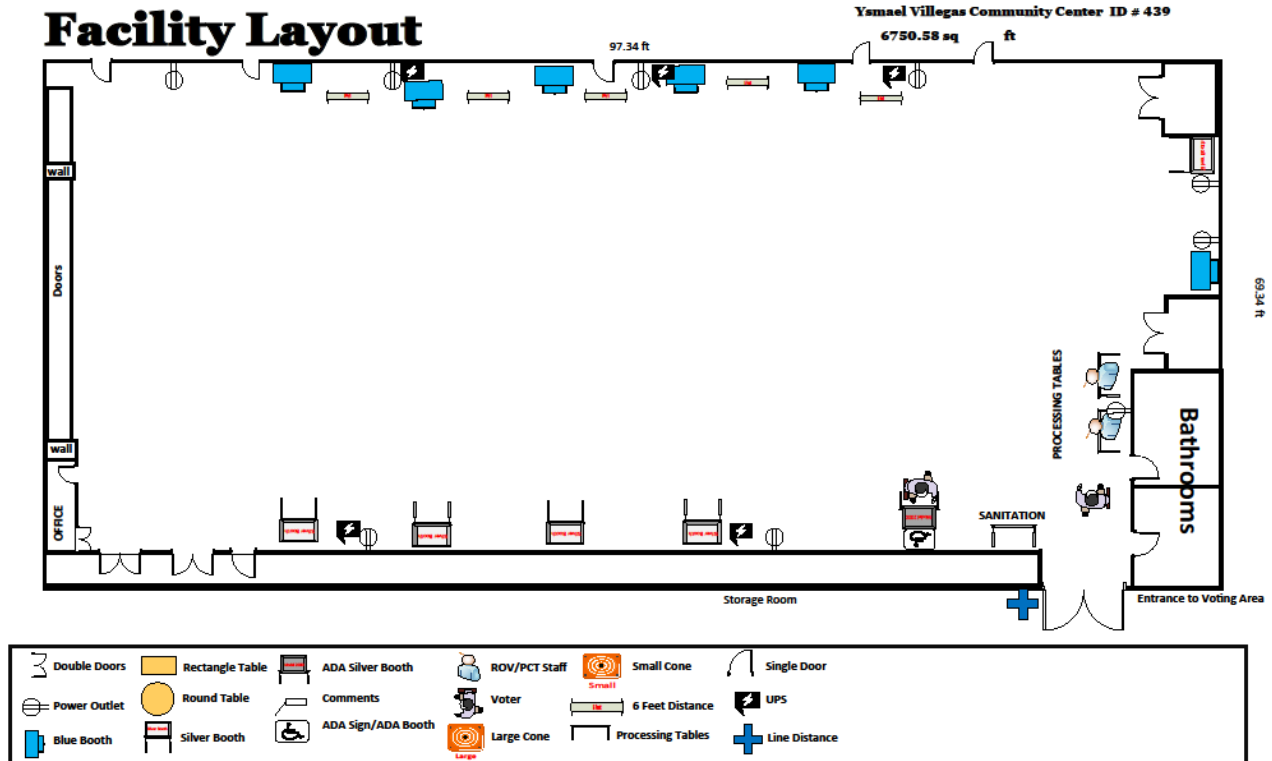 Facility Layout
Ysmael Villegas Community Center ID # 439
6750.58 sq ft
97.34 ft
wall
Doors
69.34 ft
PROCESSING TABLES
wall
Bathrooms
OFFICE
SANITATION
Storage Room
Entrance to Voting Area
Double Doors
Rectangle Table
ADA Silver Booth
ROV/PCT Staff
Small Cone
Small
Single Door
Power Outlet
Round Table
Comments
Voter
6 Feet Distance
UPS
Blue Booth
Silver Booth
ADA Sign/ADA Booth
Large Cone
Large
Processing Tables
Line Distance